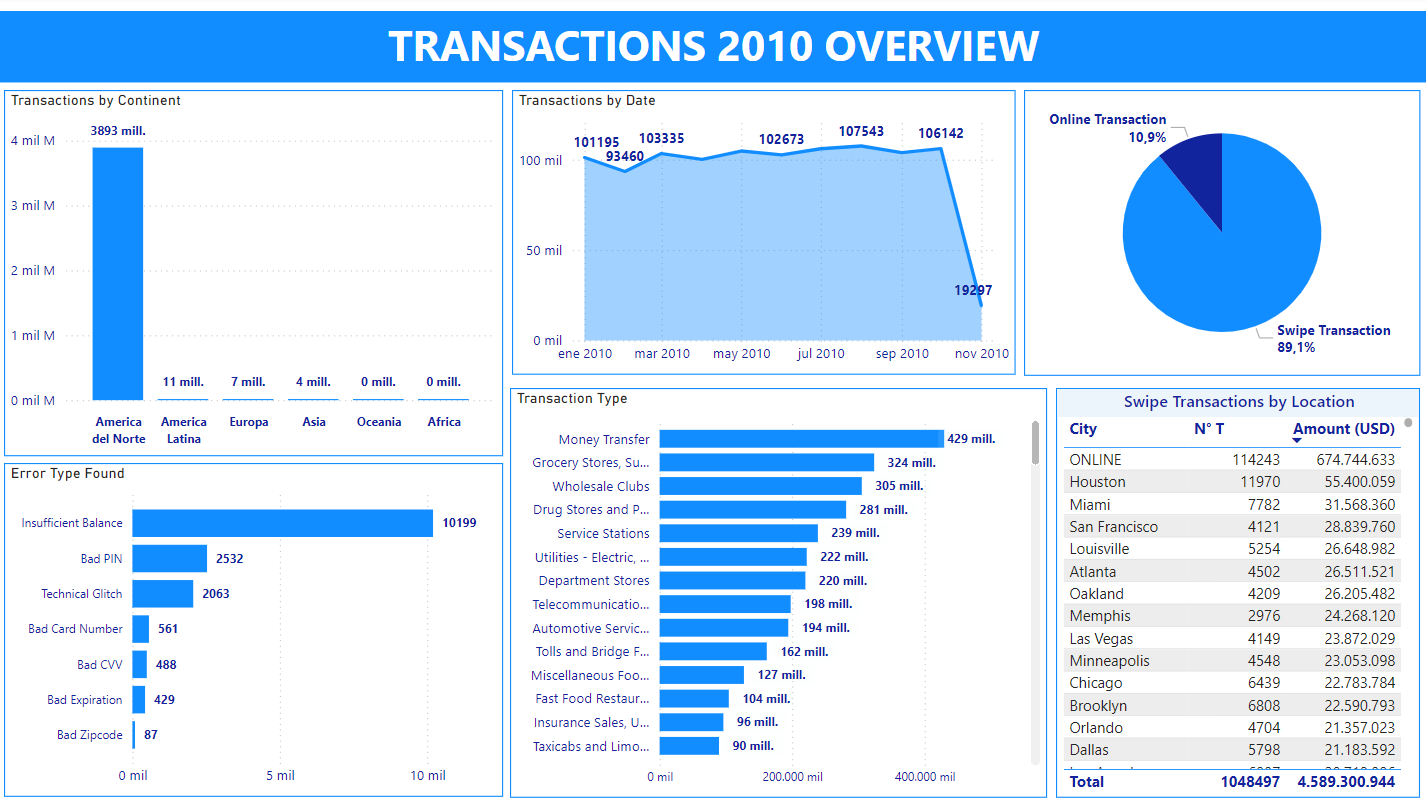 TRANSACTIONS 2010 OVERVIEW
Transactions by Continent
4 mil M
3 mil M
2 mil M
1 mil M
0 mil M
3893 mill.
11 mill.
7 mill.
4 mill.
0 mill.
0 mill.
America
del Norte
America
Latina
Europa
Asia
Oceania
Africa
Transactions by Date
100 mil
50 mil
0 mil
101195
93460
103335
102673
107543
106142
19297
ene 2010
mar 2010
may 2010
jul 2010
sep 2010
nov 2010
Online Transaction
10,9%
Swipe Transaction
89,1%
Error Type Found
Insufficient Balance 10199
Bad PIN 2532
Technical Glitch 2063
Bad Card Number 561
Bad CVV 488
Bad Expiration 429
Bad Zipcode 87
0 mil 5 mil 10 mil
Transaction Type
Money Transfer 429 mill.
Grocery Stores, Su... 324 mill.
Wholesale Clubs 305 mill.
Drug Stores and P... 281 mill.
Service Stations 239 mill.
Utilities - Electric, ... 222 mill.
Department Stores 220 mill.
Telecommunicatio... 198 mill.
Automotive Servic... 194 mill.
Tolls and Bridge F... 162 mill.
Miscellaneous Foo... 127 mill.
Fast Food Restaur... 104 mill.
Insurance Sales, U... 96 mill.
Taxicabs and Limo... 90 mill.
0 mil 200.000 mil 400.000 mil
Swipe Transactions by Location
City N° T Amount (USD)
ONLINE 114243 674.744.633
Houston 11970 55.400.059
Miami 7782 31.568.360
San Francisco 4121 28.839.760
Louisville 5254 26.648.982
Atlanta 4502 26.511.521
Oakland 4209 26.205.482
Memphis 2976 24.268.120
Las Vegas 4149 23.872.029
Minneapolis 4548 23.053.098
Chicago 6439 22.783.784
Brooklyn 6808 22.590.793
Orlando 4704 21.357.023
Dallas 5798 21.183.592
Total 1048497 4.589.300.944